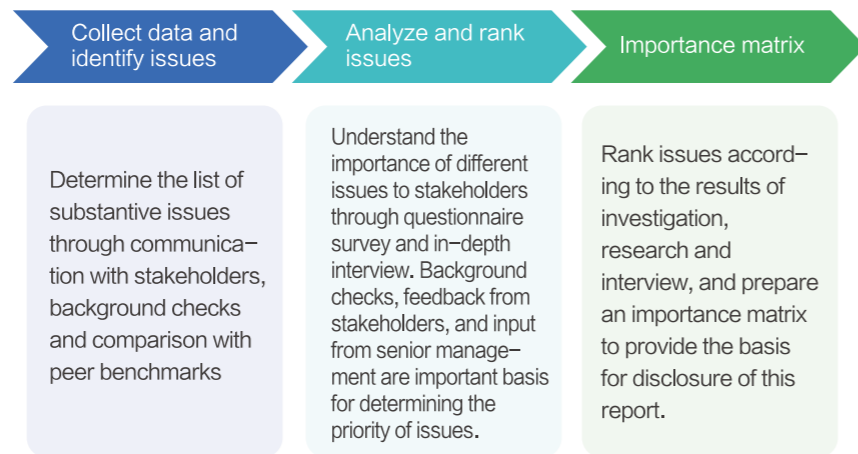 Collect data and
identify issues
Determine the list of
substantive issues
through communica-
tion with stakeholders,
background checks
and comparison with
peer benchmarks
Analyze and rank
issues
Understand the
importance of different
issues to stakeholders
through questionnaire
survey and in-depth
interview. Background
checks, feedback from
stakeholders, and input
from senior manage-
ment are important basis
for determining the
priority of issues.
Importance matrix
Rank issues accord-
ing to the results of
investigation,
research and
interview, and prepare
an importance matrix
to provide the basis
for disclosure of this
report.